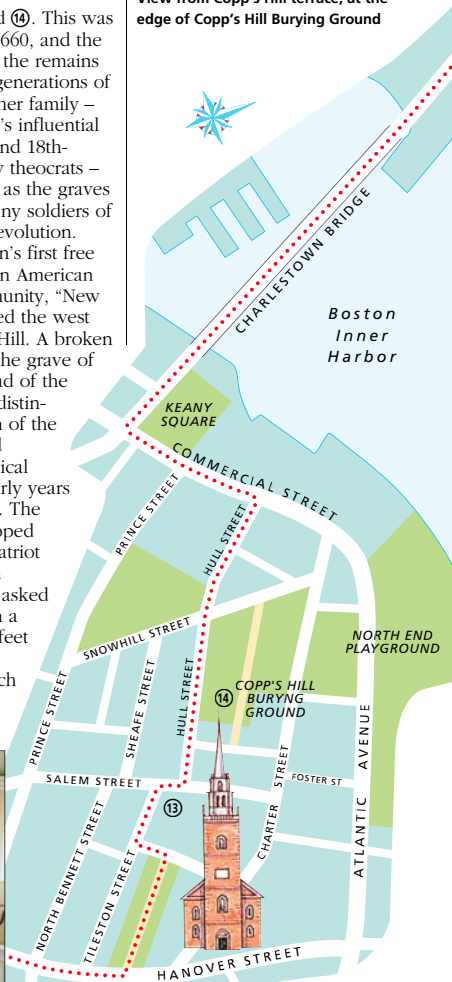 View from Copp's Hill terrace, at the
edge of Copp's Hill Burying Ground
d ⑭. This was
660, and the
the remains
generations of
her family –
's influential
nd 18th-
y theocrats –
as the graves
ny soldiers of
evolution.
n's first free
n American
munity, "New
ed the west
Hill. A broken
he grave of
ad of the
distin-
n of the
ical
rly years
. The
pped
atriot
asked
n a
feet
ch
CHARLESTOWN BRIDGE
Boston
Inner
Harbor
KEANY
SQUARE
COMMERCIAL STREET
PRINCE STREET
HULL STREET
SNOWHILL STREET
NORTH END
PLAYGROUND
PRINCE STREET
SHEAFE STREET
HULL STREET
⑭ COPP'S HILL
BURYNG
GROUND
SALEM STREET
⑬
FOSTER ST
CHARTER STREET
ATLANTIC AVENUE
NORTH BENNETT STREET
TILESTON STREET
HANOVER STREET